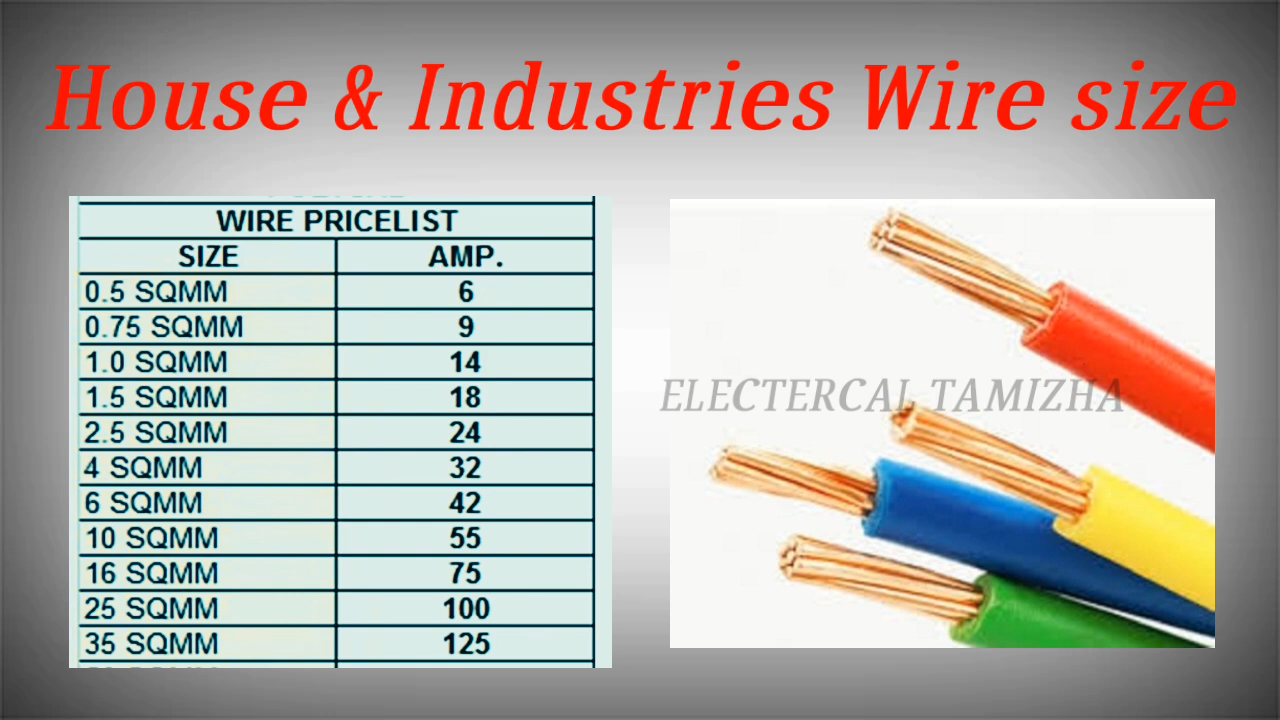 House & Industries Wire size
WIRE PRICELIST
SIZE AMP.
0.5 SQMM 6
0.75 SQMM 9
1.0 SQMM 14
1.5 SQMM 18
2.5 SQMM 24
4 SQMM 32
6 SQMM 42
10 SQMM 55
16 SQMM 75
25 SQMM 100
35 SQMM 125
ELECTERCAL TAMIZHA